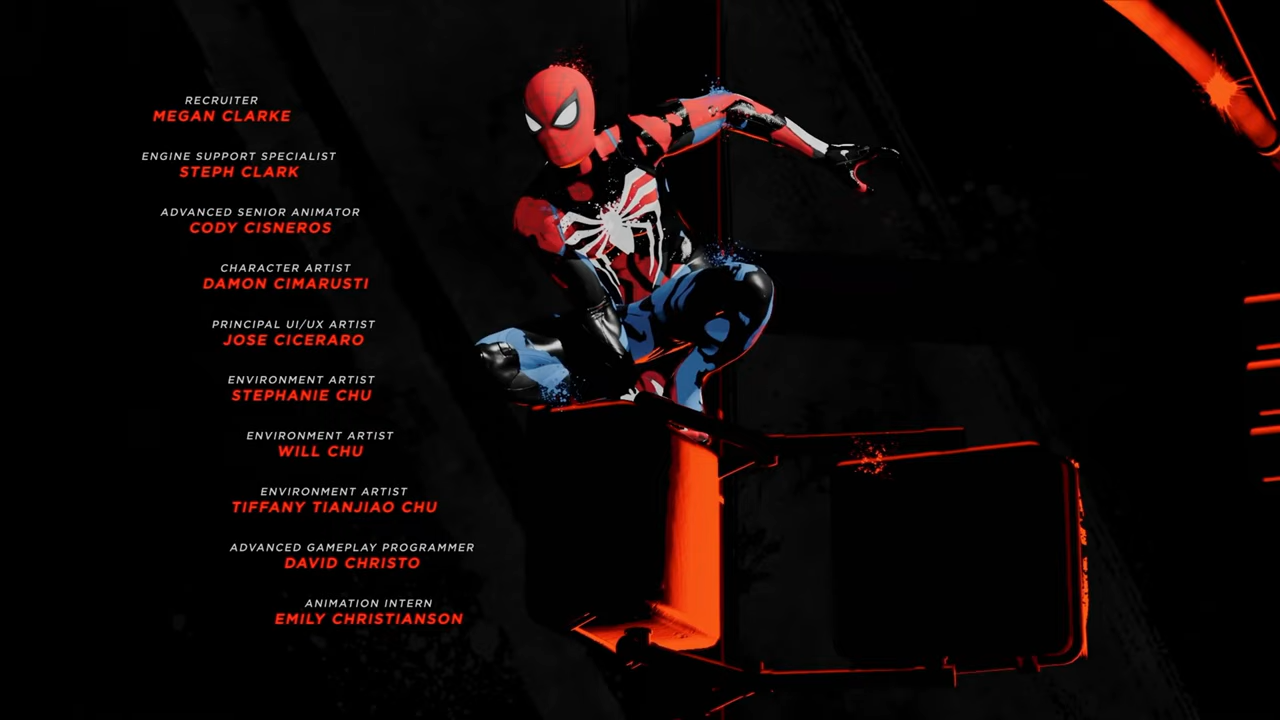 RECRUITER
MEGAN CLARKE
ENGINE SUPPORT SPECIALIST
STEPH CLARK
ADVANCED SENIOR ANIMATOR
CODY CISNEROS
CHARACTER ARTIST
DAMON CIMARUSTI
PRINCIPAL UI/UX ARTIST
JOSE CICERARO
ENVIRONMENT ARTIST
STEPHANIE CHU
ENVIRONMENT ARTIST
WILL CHU
ENVIRONMENT ARTIST
TIFFANY TIANJIAO CHU
ADVANCED GAMEPLAY PROGRAMMER
DAVID CHRISTO
ANIMATION INTERN
EMILY CHRISTIANSON